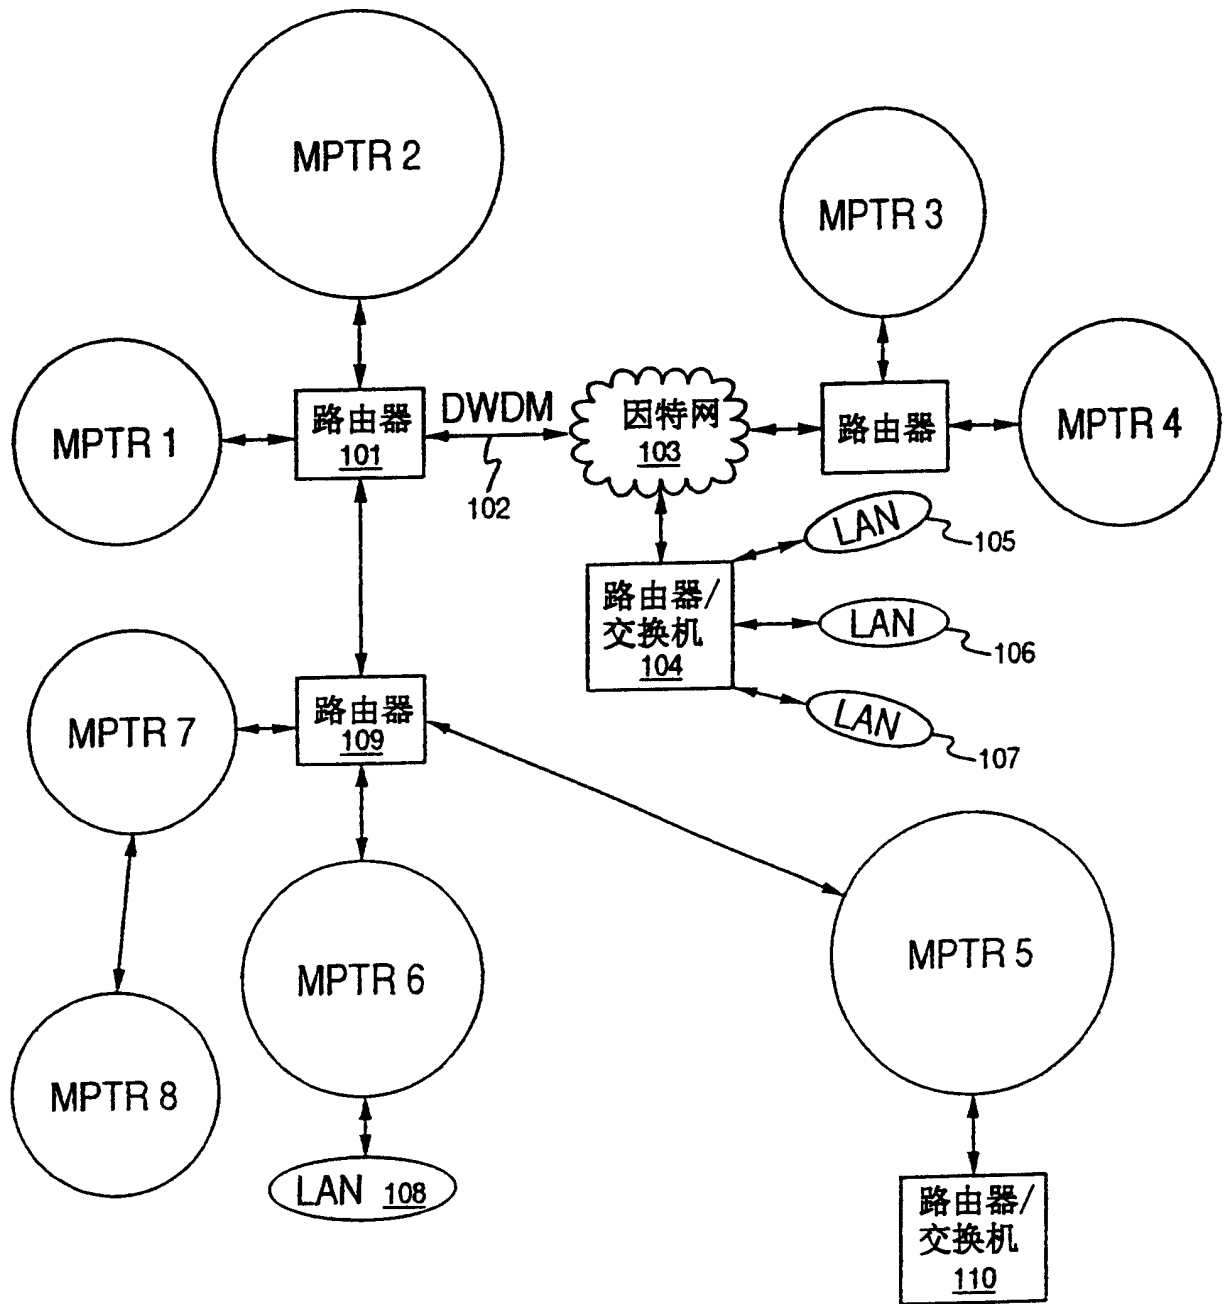 MPTR 2
MPTR 3
MPTR 1
路由器
101
DWDM
102
因特网
103
路由器
MPTR 4
LAN
105
路由器/
交换机
104
LAN
106
LAN
107
MPTR 7
路由器
109
MPTR 5
MPTR 6
MPTR 8
LAN 108
路由器/
交换机
110